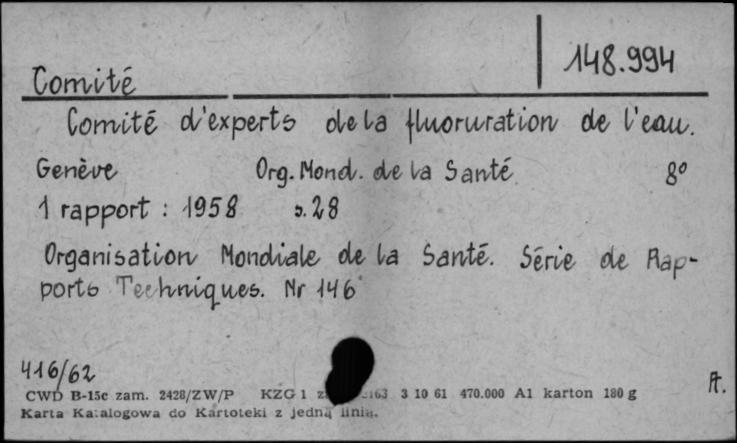 148.994
Comité
Comité d'experts de la fluoruration de l'eau.
Genève Org. Mond. de la Santé 8°
1 rapport : 1958 s. 28
Organisation Mondiale de la Santé. Série de Rap-
ports Techniques. Nr 146
416/62
CWD B-15c zam. 2428/ZW/P KZG 1 3 10 61 470.000 A1 karton 180 g
Karta Katalogowa do Kartoteki z jedną linią.